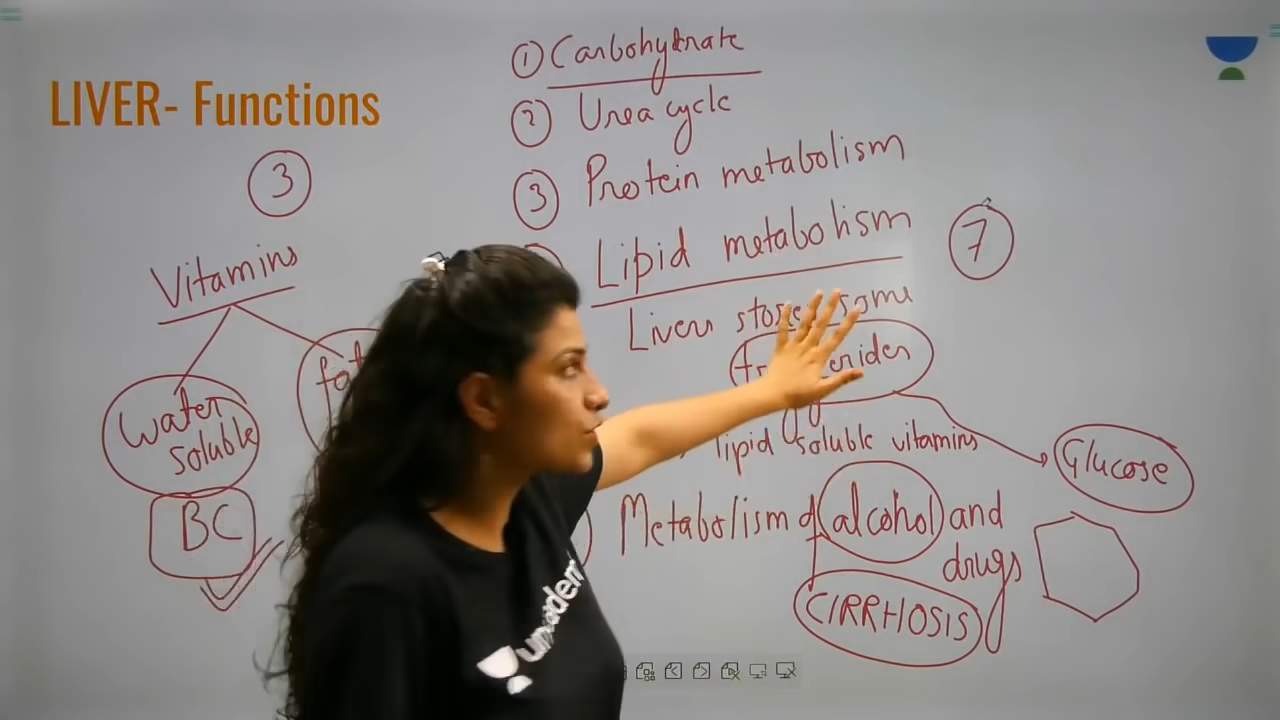 LIVER- Functions
3
Vitamins
water
soluble
BC
① Carbohydrate
② Urea cycle
③ Protein metabolism
Lipid metabolism
7
Liver stores some
lipid soluble vitamins
Glucose
Metabolism of alcohol and
drugs
CIRRHOSIS